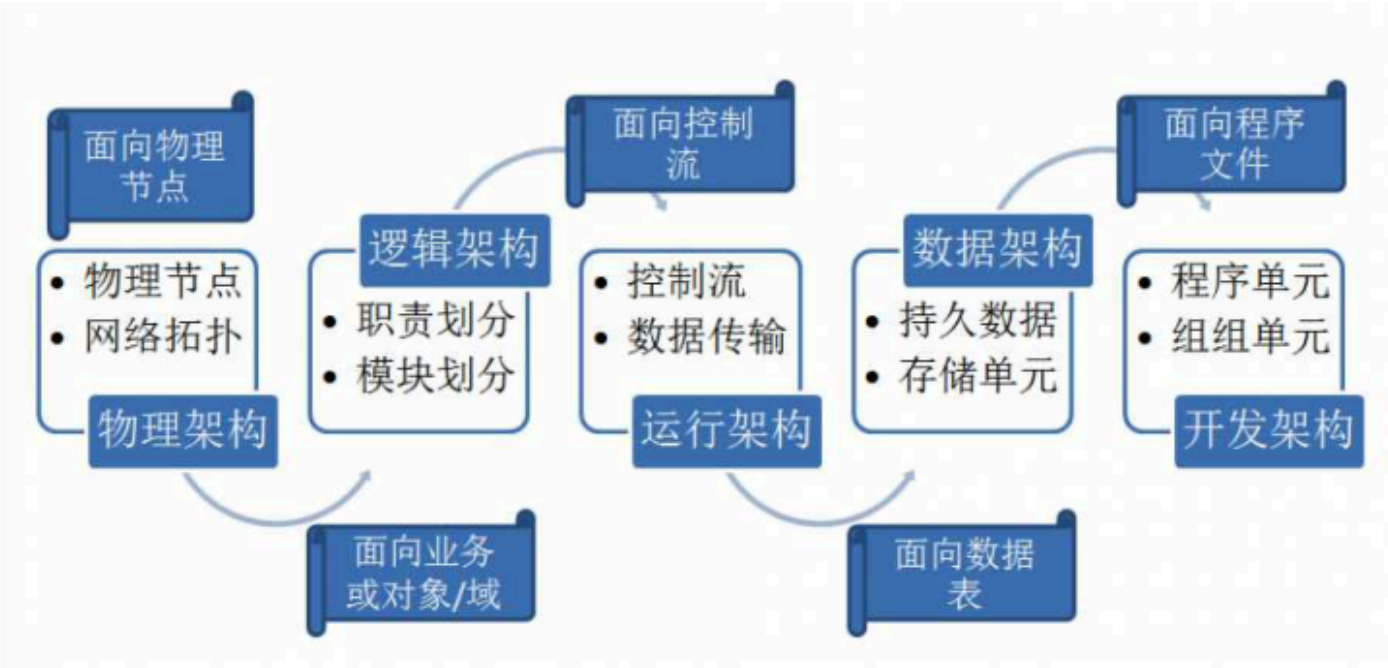 面向物理
节点
• 物理节点
• 网络拓扑
物理架构
逻辑架构
• 职责划分
• 模块划分
面向业务
或对象/域
面向控制
流
• 控制流
• 数据传输
运行架构
数据架构
• 持久数据
• 存储单元
面向数据
表
面向程序
文件
• 程序单元
• 组组单元
开发架构